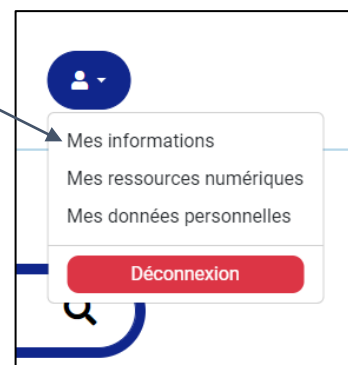 Mes informations
Mes ressources numériques
Mes données personnelles
Déconnexion